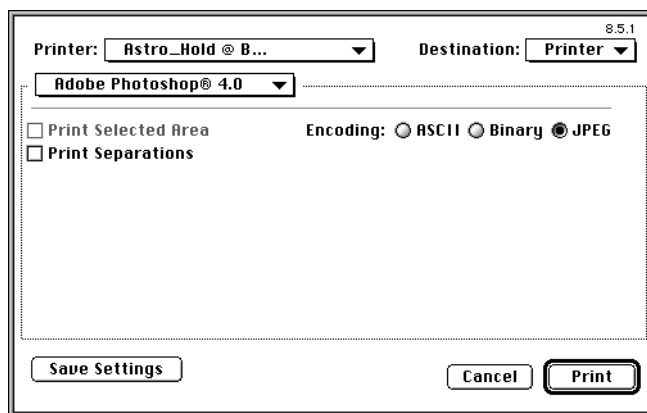 8.5.1
Printer: Astro_Hold @ B... Destination: Printer
Adobe Photoshop® 4.0
Print Selected Area Encoding: ASCII Binary JPEG
Print Separations
Save Settings
Cancel Print